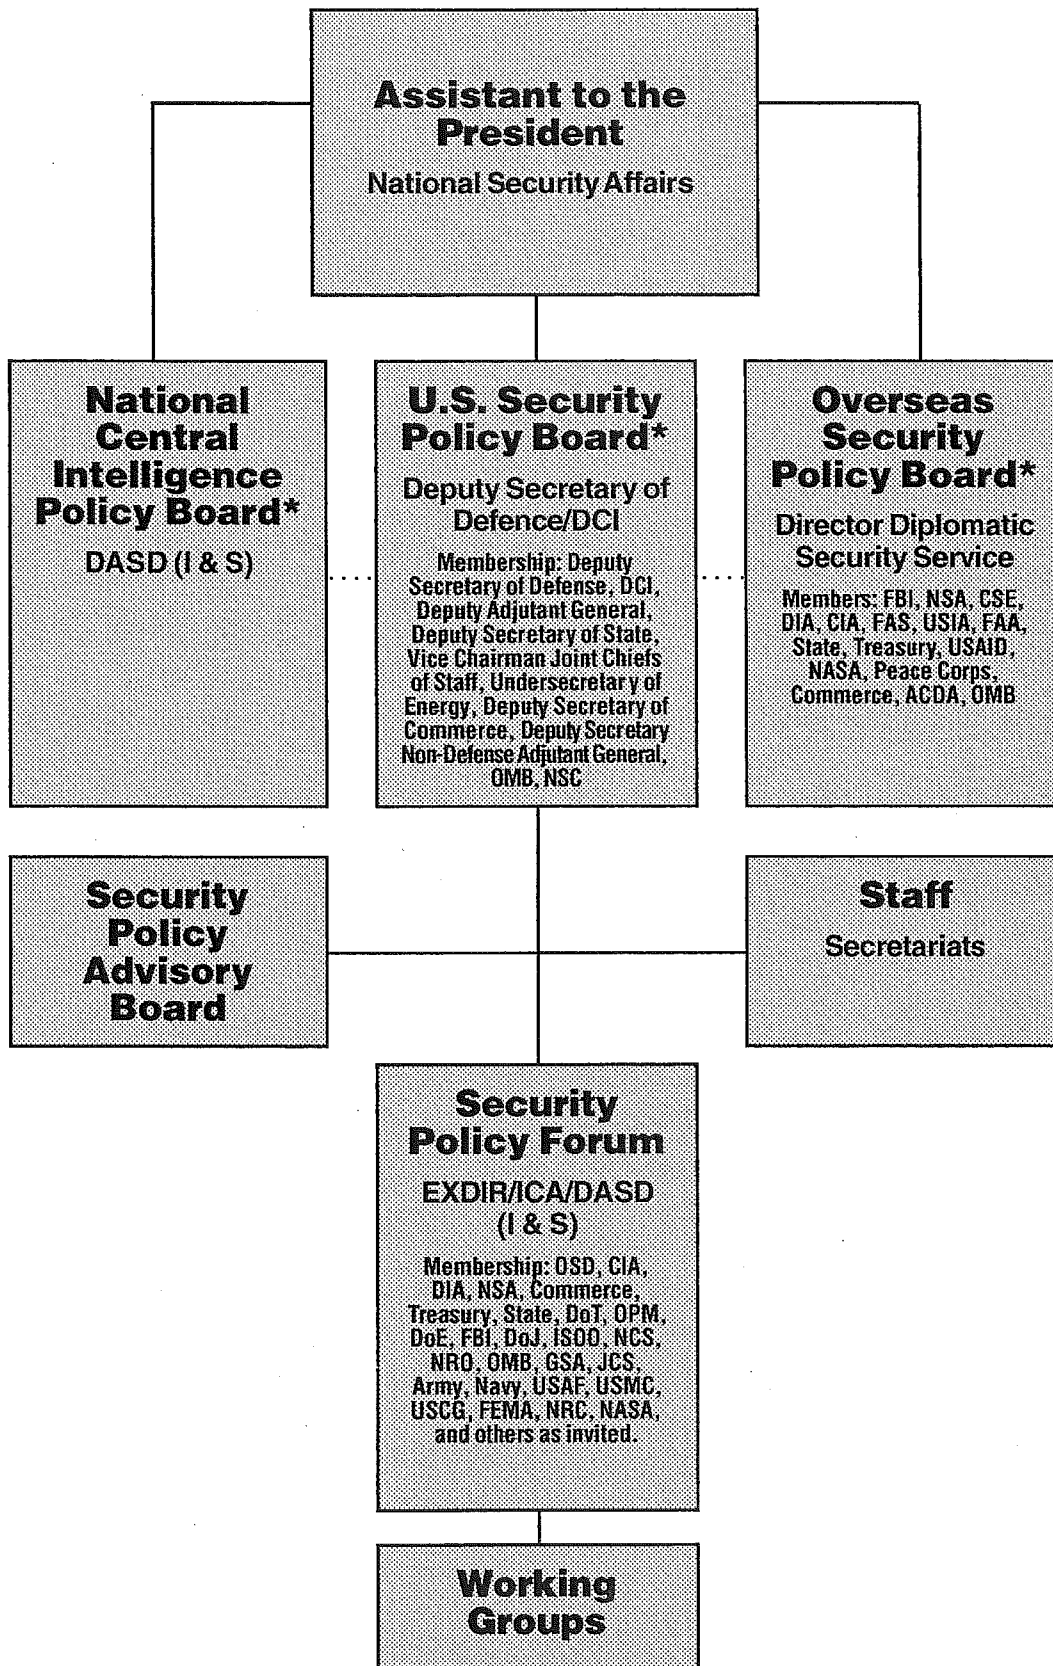 Assistant to the
President
National Security Affairs
National
Central
Intelligence
Policy Board*
DASD (I & S)
U.S. Security
Policy Board*
Deputy Secretary of
Defence/DCI
Membership: Deputy
Secretary of Defense, DCI,
Deputy Adjutant General,
Deputy Secretary of State,
Vice Chairman Joint Chiefs
of Staff, Undersecretary of
Energy, Deputy Secretary of
Commerce, Deputy Secretary
Non-Defense Adjutant General,
OMB, NSC
Overseas
Security
Policy Board*
Director Diplomatic
Security Service
Members: FBI, NSA, CSE,
DIA, CIA, FAS, USIA, FAA,
State, Treasury, USAID,
NASA, Peace Corps,
Commerce, ACDA, OMB
Security
Policy
Advisory
Board
Staff
Secretariats
Security
Policy Forum
EXDIR/ICA/DASD
(I & S)
Membership: OSD, CIA,
DIA, NSA, Commerce,
Treasury, State, DoT, OPM,
DoE, FBI, DoJ, ISOO, NCS,
NRO, OMB, GSA, JCS,
Army, Navy, USAF, USMC,
USCG, FEMA, NRC, NASA,
and others as invited.
Working
Groups